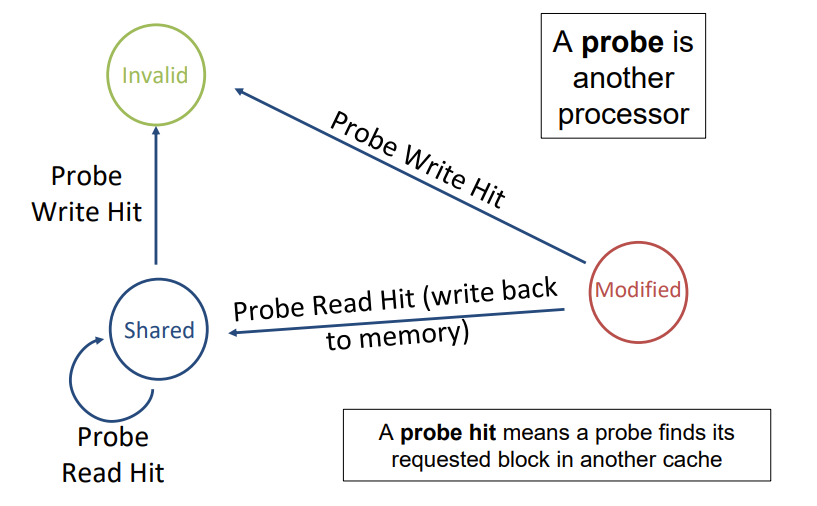 Invalid
A probe is
another
processor
Probe Write Hit
Probe
Write Hit
Modified
Probe Read Hit (write back
to memory)
Shared
Probe
Read Hit
A probe hit means a probe finds its
requested block in another cache